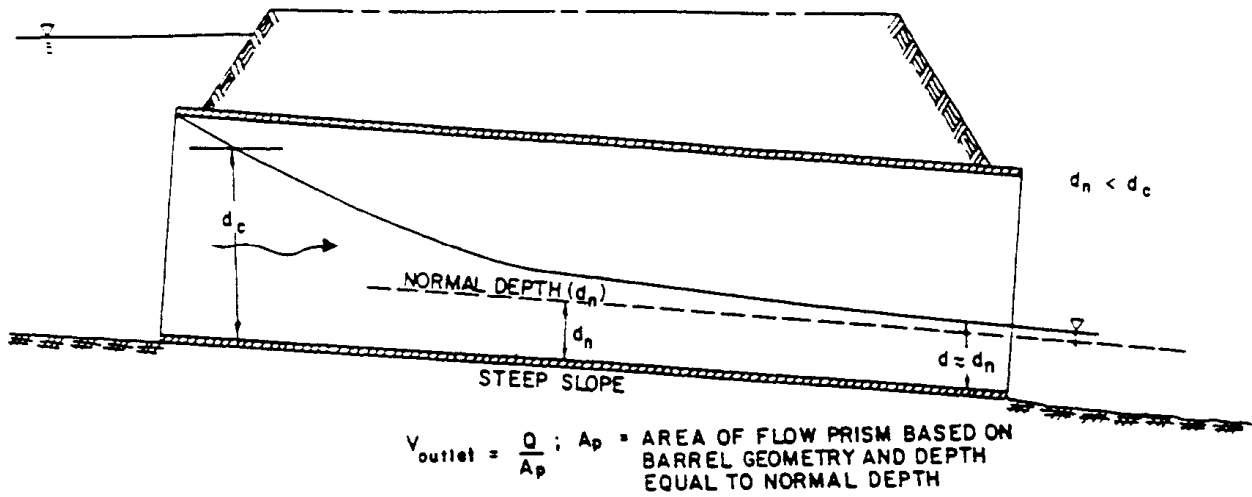 d_n < d_c
d_c
NORMAL DEPTH (d_n)
d_n
d ≈ d_n
STEEP SLOPE
V_outlet = Q / A_p ; A_p = AREA OF FLOW PRISM BASED ON
BARREL GEOMETRY AND DEPTH
EQUAL TO NORMAL DEPTH